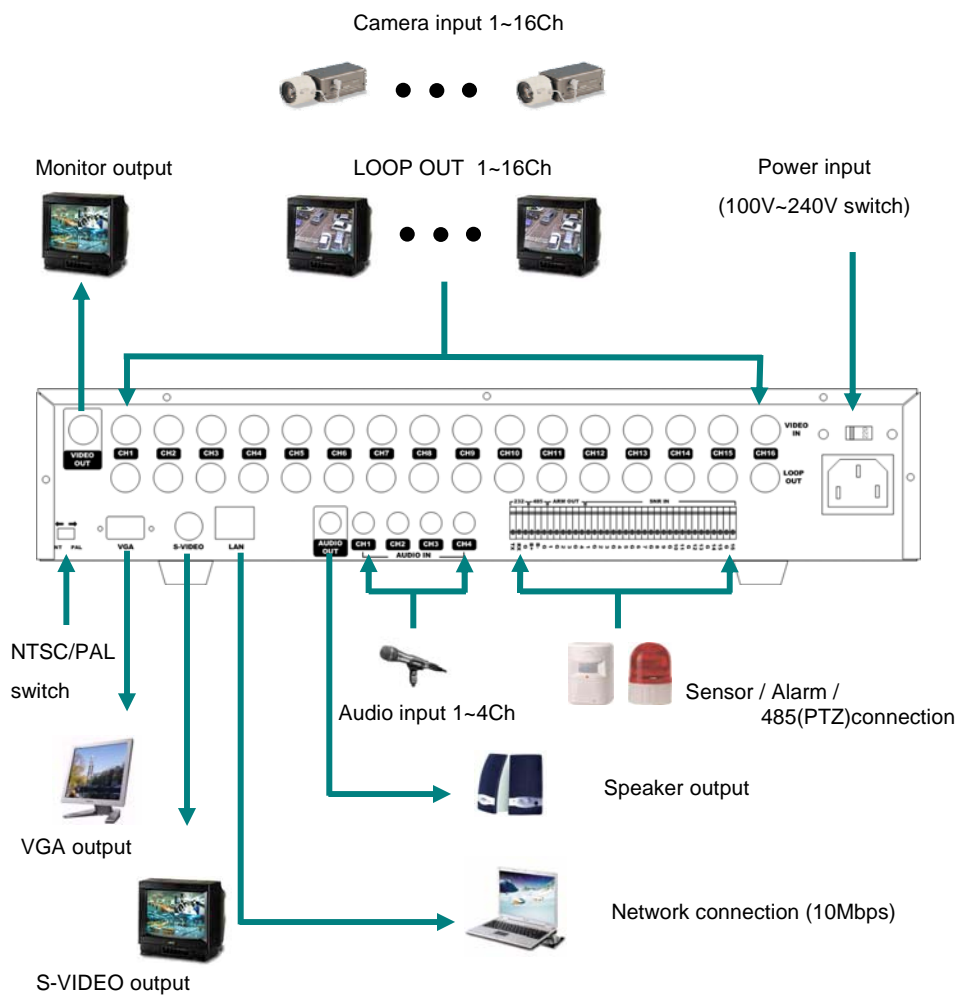 Camera input 1~16Ch
Monitor output
LOOP OUT 1~16Ch
Power input
(100V~240V switch)
VIDEO OUT
CH1 CH2 CH3 CH4 CH5 CH6 CH7 CH8 CH9 CH10 CH11 CH12 CH13 CH14 CH15 CH16
VIDEO IN
LOOP OUT
232 485 ARM OUT SNR IN
NT PAL
VGA
S-VIDEO
LAN
AUDIO OUT
CH1 CH2 CH3 CH4
AUDIO IN
NTSC/PAL
switch
Audio input 1~4Ch
Sensor / Alarm /
485(PTZ)connection
Speaker output
VGA output
Network connection (10Mbps)
S-VIDEO output